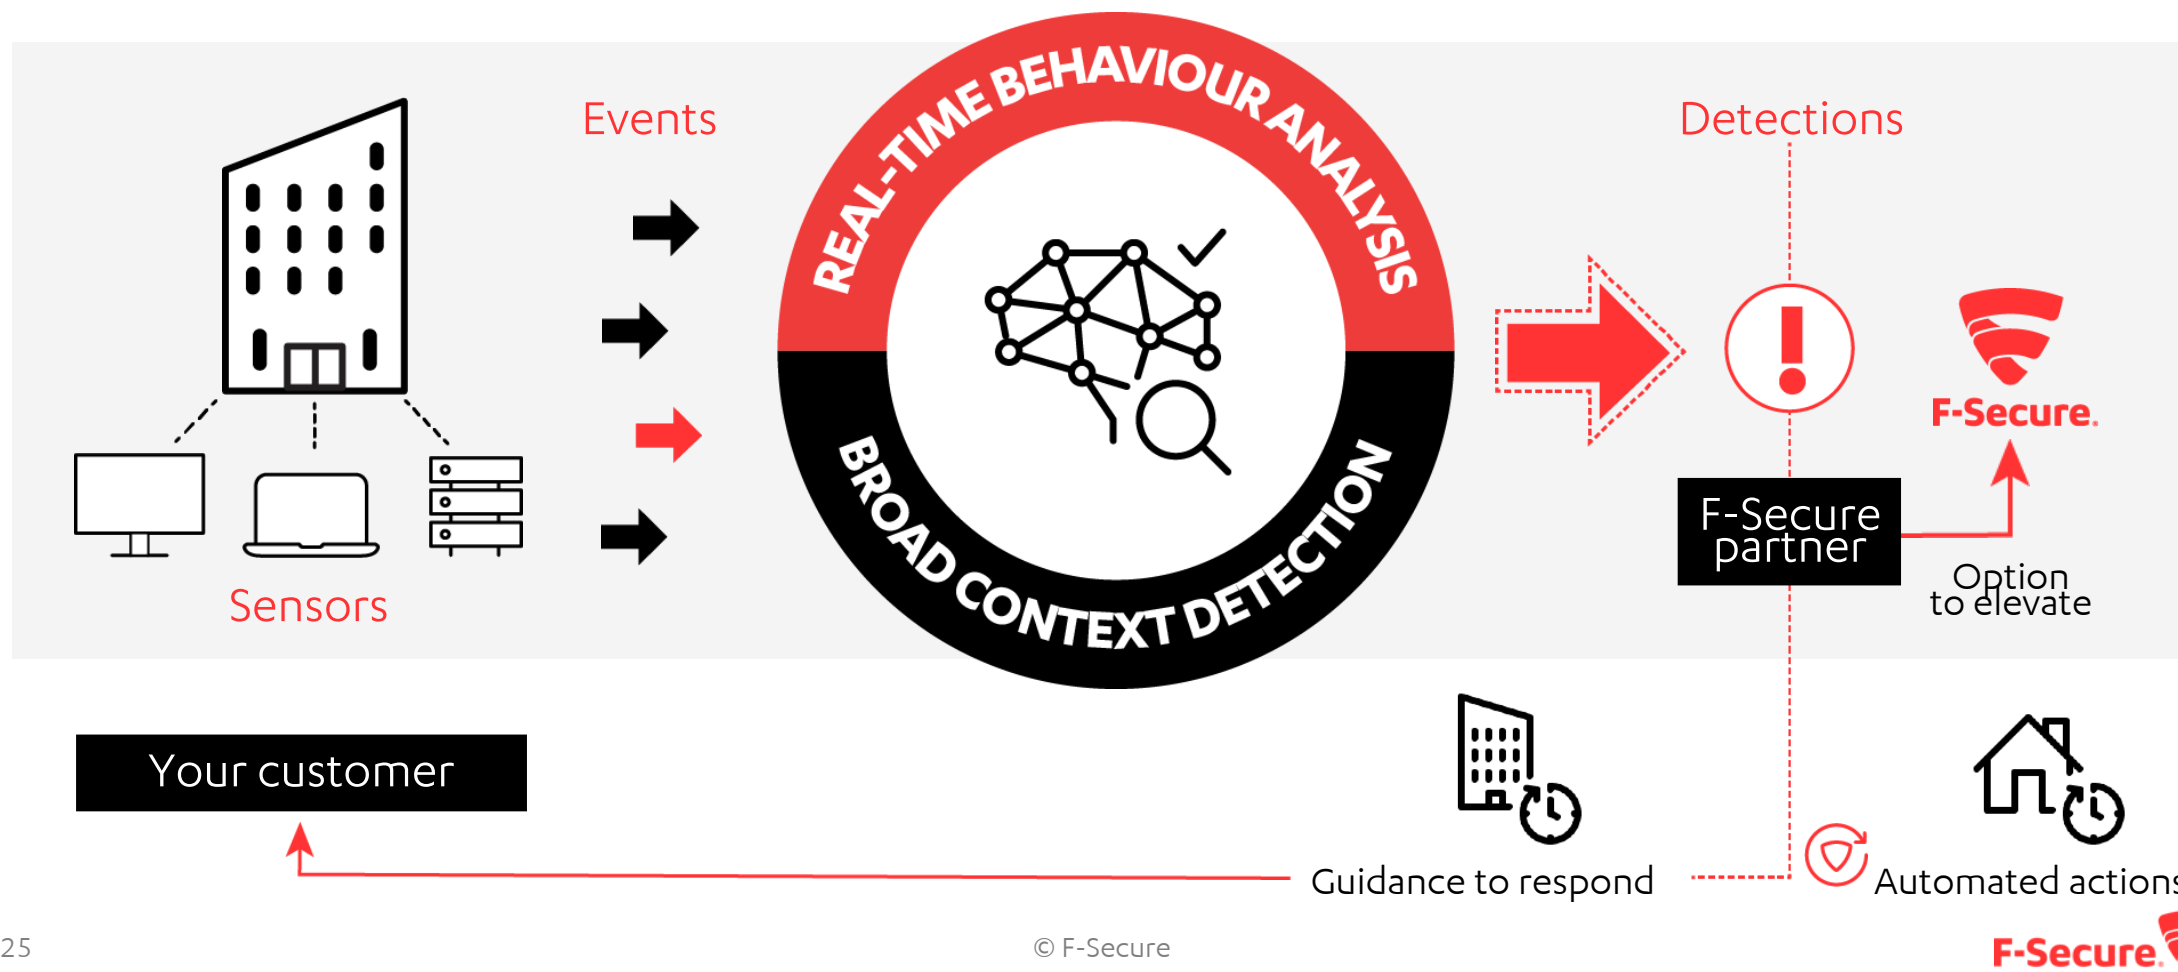 Events
REAL-TIME BEHAVIOUR ANALYSIS
Detections
F-Secure.
BROAD CONTEXT DETECTION
F-Secure
partner
Option
to elevate
Sensors
Your customer
Guidance to respond
Automated actions
25
© F-Secure
F-Secure.